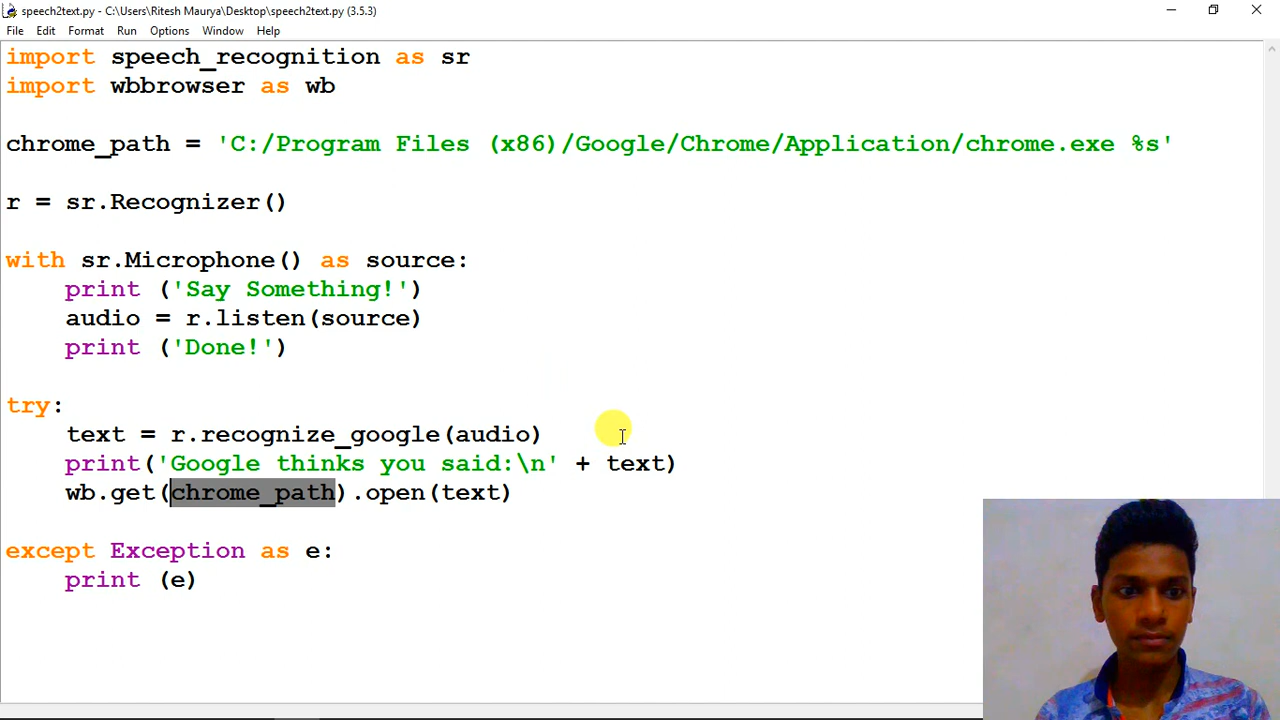 speech2text.py - C:\Users\Ritesh Maurya\Desktop\speech2text.py (3.5.3)
File Edit Format Run Options Window Help
import speech_recognition as sr
import wbbrowser as wb
chrome_path = 'C:/Program Files (x86)/Google/Chrome/Application/chrome.exe %s'
r = sr.Recognizer()
with sr.Microphone() as source:
    print ('Say Something!')
    audio = r.listen(source)
    print ('Done!')
try:
    text = r.recognize_google(audio)
    print('Google thinks you said:\n' + text)
    wb.get(chrome_path).open(text)
except Exception as e:
    print (e)